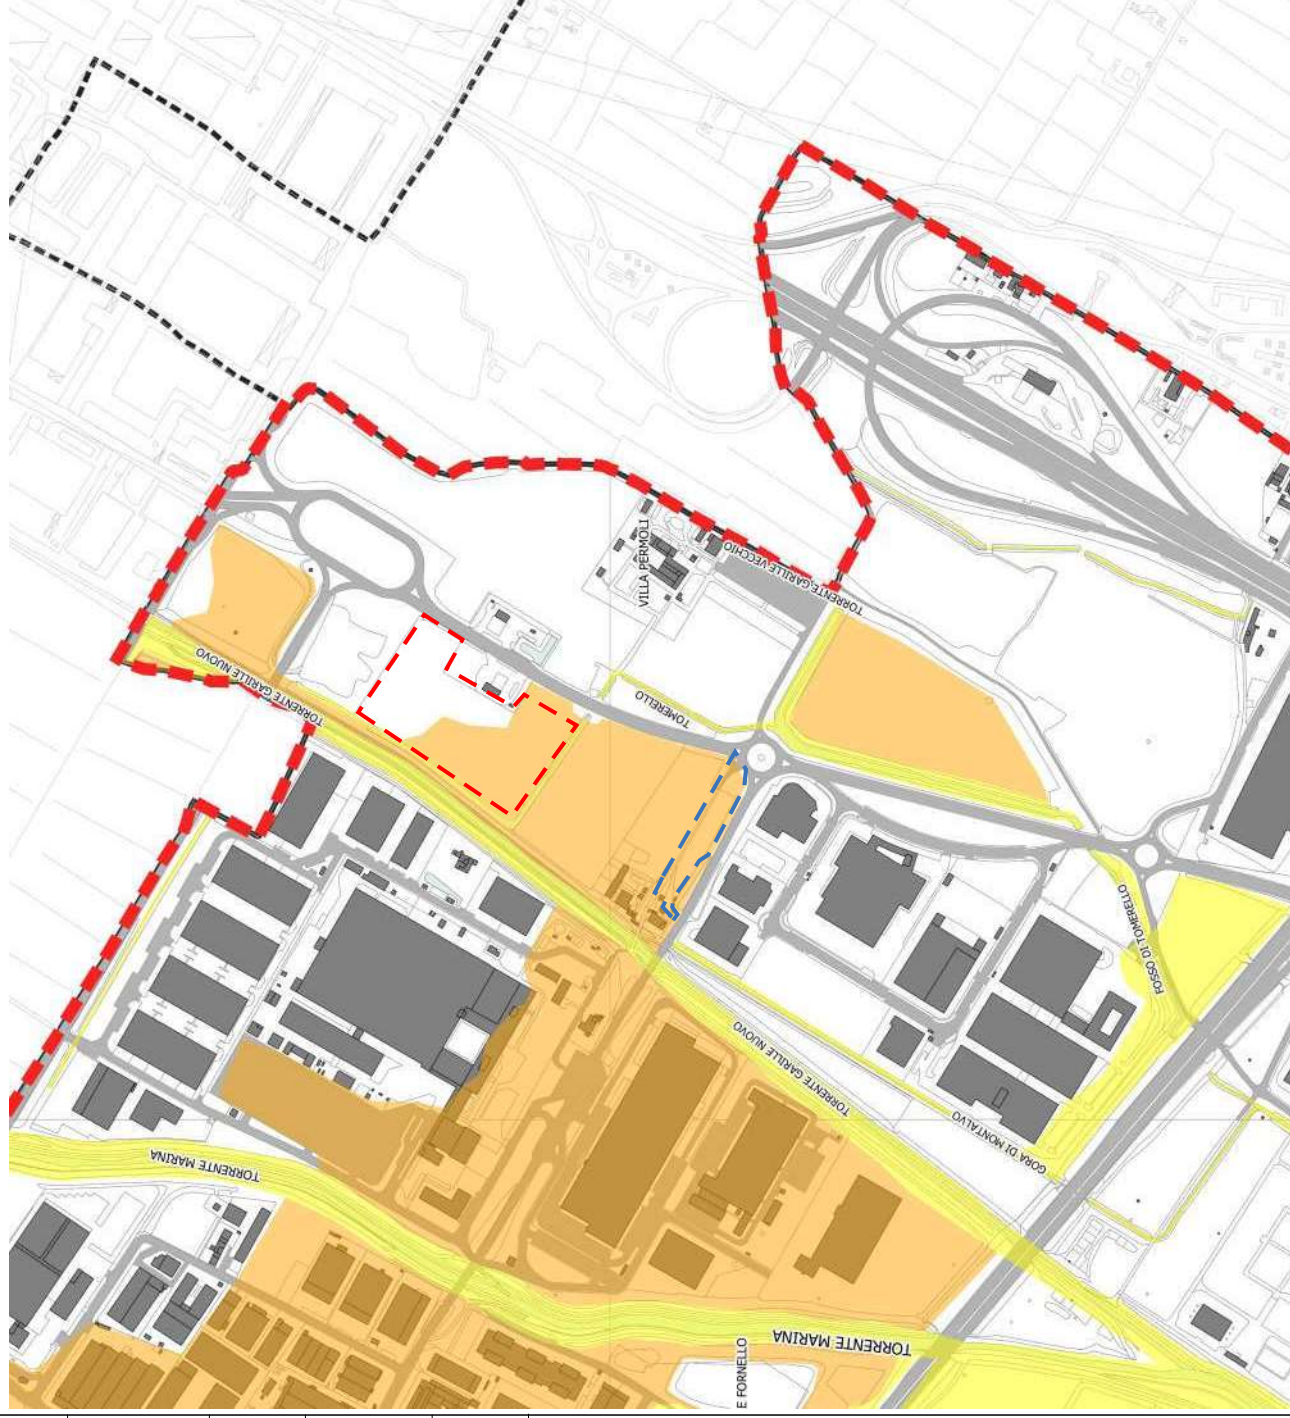 VILLA PERMOLI
TORRENTE GARILLE VECCHIO
TORRENTE GARILLE NUOVO
TOMERELLO
FOSSO DI TOMERELLO
TORRENTE GARILLE NUOVO
GORA DI MONTALVO
TORRENTE MARINA
TORRENTE MARINA
E FORNELLO